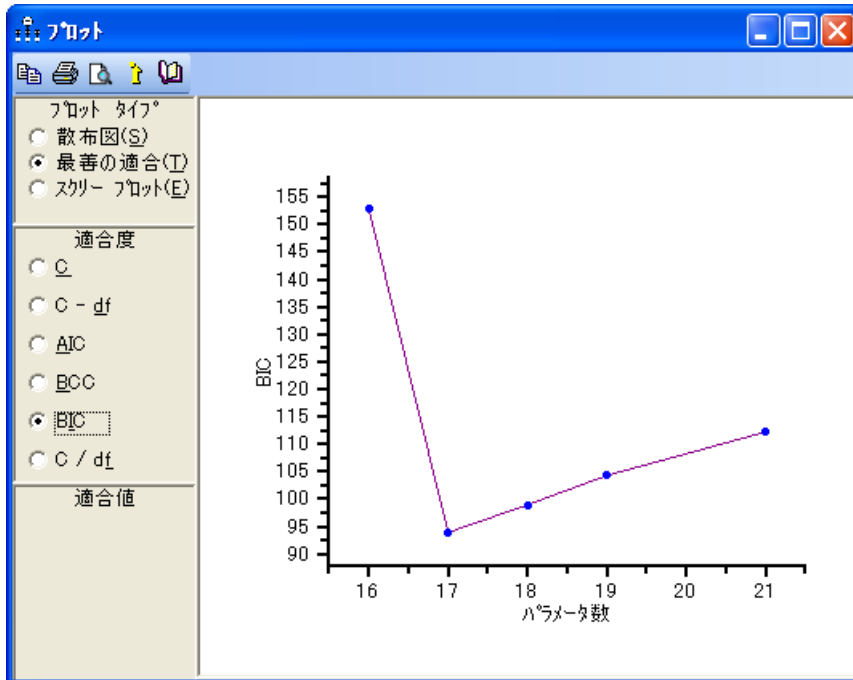 ﾌﾟﾛｯﾄ
ﾌﾟﾛｯﾄ ﾀｲﾌﾟ
散布図(S)
最善の適合(T)
ｽｸﾘｰ ﾌﾟﾛｯﾄ(E)
適合度
C
C - df
AIC
BCC
BIC
C / df
適合値
155
150
145
140
135
130
125
120
115
110
105
100
95
90
BIC
16 17 18 19 20 21
ﾊﾟﾗﾒｰﾀ数